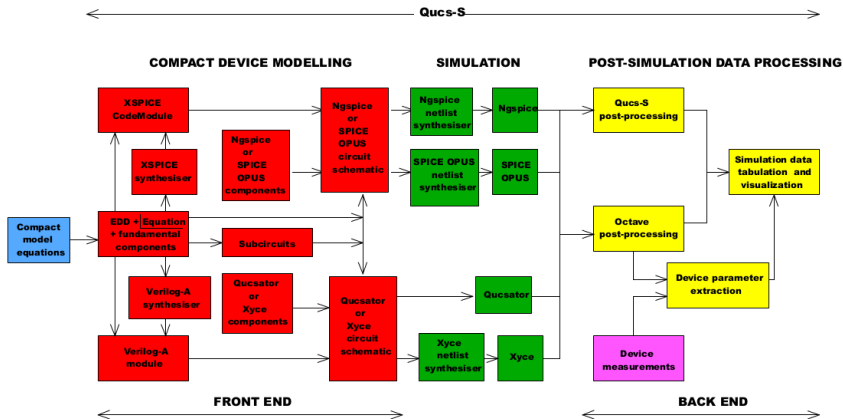 Qucs-S
COMPACT DEVICE MODELLING
SIMULATION
POST-SIMULATION DATA PROCESSING
XSPICE
CodeModule
XSPICE
synthesiser
Ngspice
or
SPICE
OPUS
components
Ngspice
or
SPICE
OPUS
circuit
schematic
Ngspice
netlist
synthesiser
Ngspice
SPICE OPUS
netlist
synthesiser
SPICE
OPUS
Qucs-S
post-processing
Simulation data
tabulation and
visualization
Compact
model
equations
EDD + Equation
+ fundamental
components
Subcircuits
Octave
post-processing
Verilog-A
synthesiser
Qucsator
or
Xyce
components
Qucsator
or
Xyce
circuit
schematic
Qucsator
Device parameter
extraction
Verilog-A
module
Xyce
netlist
synthesiser
Xyce
Device
measurements
FRONT END
BACK END